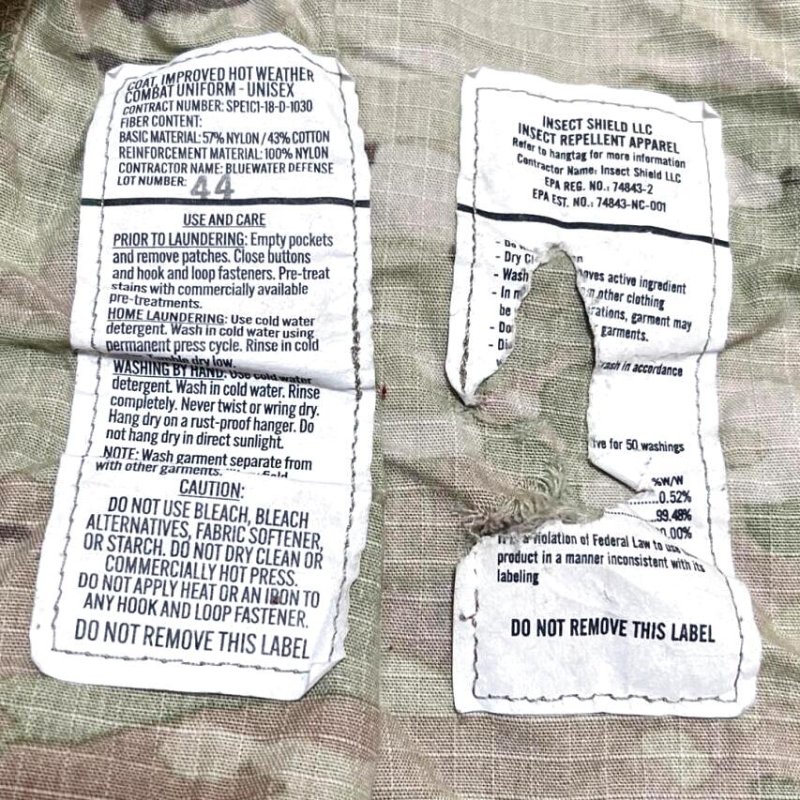 COAT, IMPROVED HOT WEATHER
COMBAT UNIFORM - UNISEX
CONTRACT NUMBER: SPE1C1-18-D-1030
FIBER CONTENT:
BASIC MATERIAL: 57% NYLON / 43% COTTON
REINFORCEMENT MATERIAL: 100% NYLON
CONTRACTOR NAME: BLUEWATER DEFENSE
LOT NUMBER: 44
USE AND CARE
PRIOR TO LAUNDERING: Empty pockets
and remove patches. Close buttons
and hook and loop fasteners. Pre-treat
stains with commercially available
pre-treatments.
HOME LAUNDERING: Use cold water
detergent. Wash in cold water using
permanent press cycle. Rinse in cold
dry low.
WASHING BY HAND: Use cold water
detergent. Wash in cold water. Rinse
completely. Never twist or wring dry.
Hang dry on a rust-proof hanger. Do
not hang dry in direct sunlight.
NOTE: Wash garment separate from
with other garments.
CAUTION:
DO NOT USE BLEACH, BLEACH
ALTERNATIVES, FABRIC SOFTENER,
OR STARCH. DO NOT DRY CLEAN OR
COMMERCIALLY HOT PRESS.
DO NOT APPLY HEAT OR AN IRON TO
ANY HOOK AND LOOP FASTENER.
DO NOT REMOVE THIS LABEL
INSECT SHIELD LLC
INSECT REPELLENT APPAREL
Refer to hangtag for more information
Contractor Name: Insect Shield LLC
EPA REG. NO.: 74843-2
EPA EST. NO.: 74843-NC-001
- Dry
- Wash active ingredient
- In other clothing
be garment may
garments.
wash in accordance
for 50 washings
%W/W
0.52%
99.48%
a violation of Federal Law to use
product in a manner inconsistent with its
labeling
DO NOT REMOVE THIS LABEL